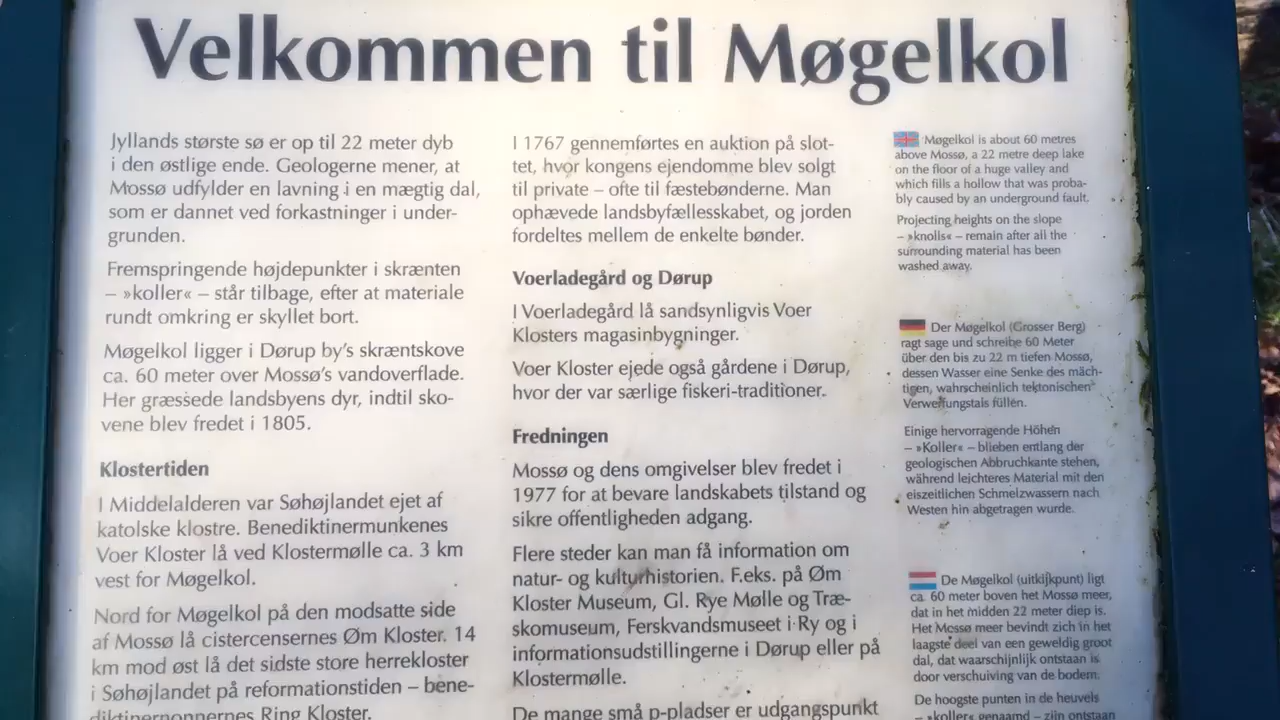 Velkommen til Møgelkol
Jyllands største sø er op til 22 meter dyb
i den østlige ende. Geologerne mener, at
Mossø udfylder en lavning i en mægtig dal,
som er dannet ved forkastninger i under-
grunden.
Fremspringende højdepunkter i skrænten
– »koller« – står tilbage, efter at materiale
rundt omkring er skyllet bort.
Møgelkol ligger i Dørup by's skræntskove
ca. 60 meter over Mossø's vandoverflade.
Her græssede landsbyens dyr, indtil sko-
vene blev fredet i 1805.
Klostertiden
I Middelalderen var Søhøjlandet ejet af
katolske klostre. Benediktinermunkenes
Voer Kloster lå ved Klostermølle ca. 3 km
vest for Møgelkol.
Nord for Møgelkol på den modsatte side
af Mossø lå cistercensernes Øm Kloster. 14
km mod øst lå det sidste store herrekloster
i Søhøjlandet på reformationstiden – bene-
diktinernonnernes Ring Kloster.
I 1767 gennemførtes en auktion på slot-
tet, hvor kongens ejendomme blev solgt
til private – ofte til fæstebønderne. Man
ophævede landsbyfællesskabet, og jorden
fordeltes mellem de enkelte bønder.
Voerladegård og Dørup
I Voerladegård lå sandsynligvis Voer
Klosters magasinbygninger.
Voer Kloster ejede også gårdene i Dørup,
hvor der var særlige fiskeri-traditioner.
Fredningen
Mossø og dens omgivelser blev fredet i
1977 for at bevare landskabets tilstand og
sikre offentligheden adgang.
Flere steder kan man få information om
natur- og kulturhistorien. F.eks. på Øm
Kloster Museum, Gl. Rye Mølle og Træ-
skomuseum, Ferskvandsmuseet i Ry og i
informationsudstillingerne i Dørup eller på
Klostermølle.
De mange små p-pladser er udgangspunkt
Møgelkol is about 60 metres
above Mossø, a 22 metre deep lake
on the floor of a huge valley and
which fills a hollow that was proba-
bly caused by an underground fault.
Projecting heights on the slope
– »knolls« – remain after all the
surrounding material has been
washed away.
Der Møgelkol (Grosser Berg)
ragt sage und schreibe 60 Meter
über den bis zu 22 m tiefen Mossø,
dessen Wasser eine Senke des mäch-
tigen, wahrscheinlich tektonischen
Verwerfungstals füllen.
Einige hervorragende Höhen
– »Koller« – blieben entlang der
geologischen Abbruchkante stehen,
während leichteres Material mit den
eiszeitlichen Schmelzwassern nach
Westen hin abgetragen wurde.
De Møgelkol (uitkijkpunt) ligt
ca. 60 meter boven het Mossø meer,
dat in het midden 22 meter diep is.
Het Mossø meer bevindt zich in het
laagste deel van een geweldig groot
dal, dat waarschijnlijk ontstaan is
door verschuiving van de bodem.
De hoogste punten in de heuvels
– »koller« genaamd – zijn ontstaan